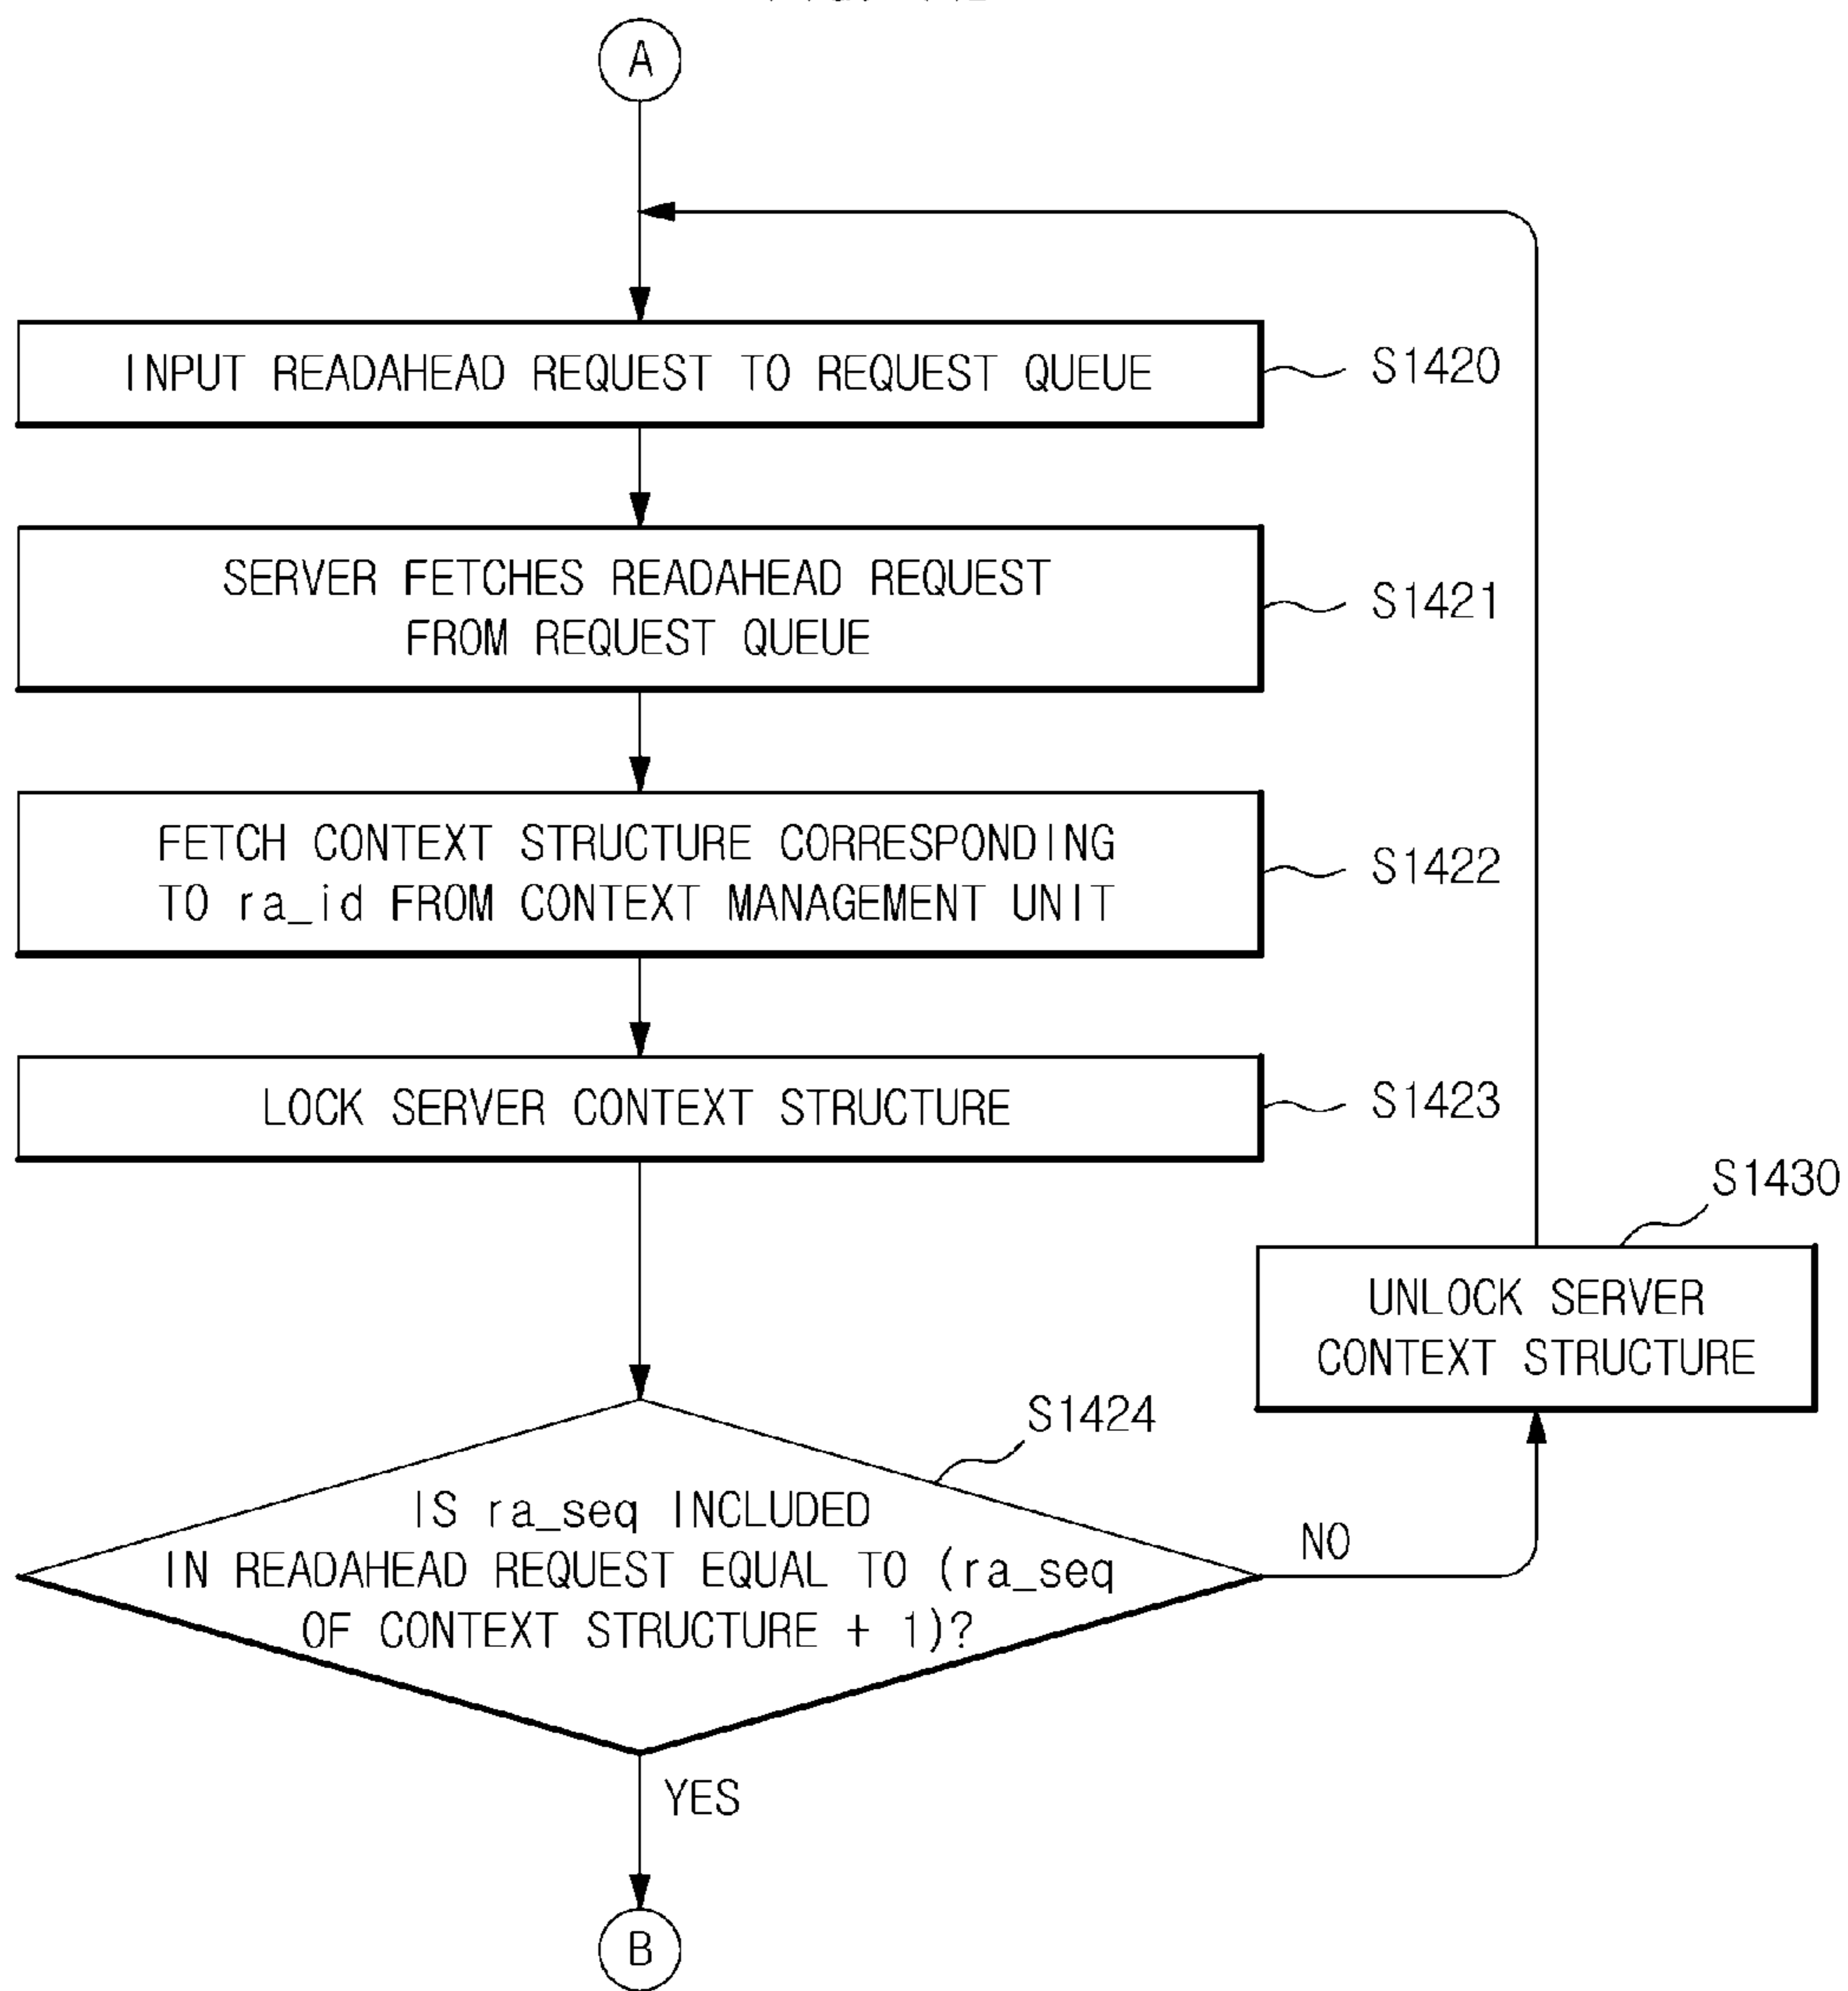 A
INPUT READAHEAD REQUEST TO REQUEST QUEUE
S1420
SERVER FETCHES READAHEAD REQUEST
FROM REQUEST QUEUE
S1421
FETCH CONTEXT STRUCTURE CORRESPONDING
TO ra_id FROM CONTEXT MANAGEMENT UNIT
S1422
LOCK SERVER CONTEXT STRUCTURE
S1423
S1430
UNLOCK SERVER
CONTEXT STRUCTURE
S1424
IS ra_seq INCLUDED
IN READAHEAD REQUEST EQUAL TO (ra_seq
OF CONTEXT STRUCTURE + 1)?
NO
YES
B